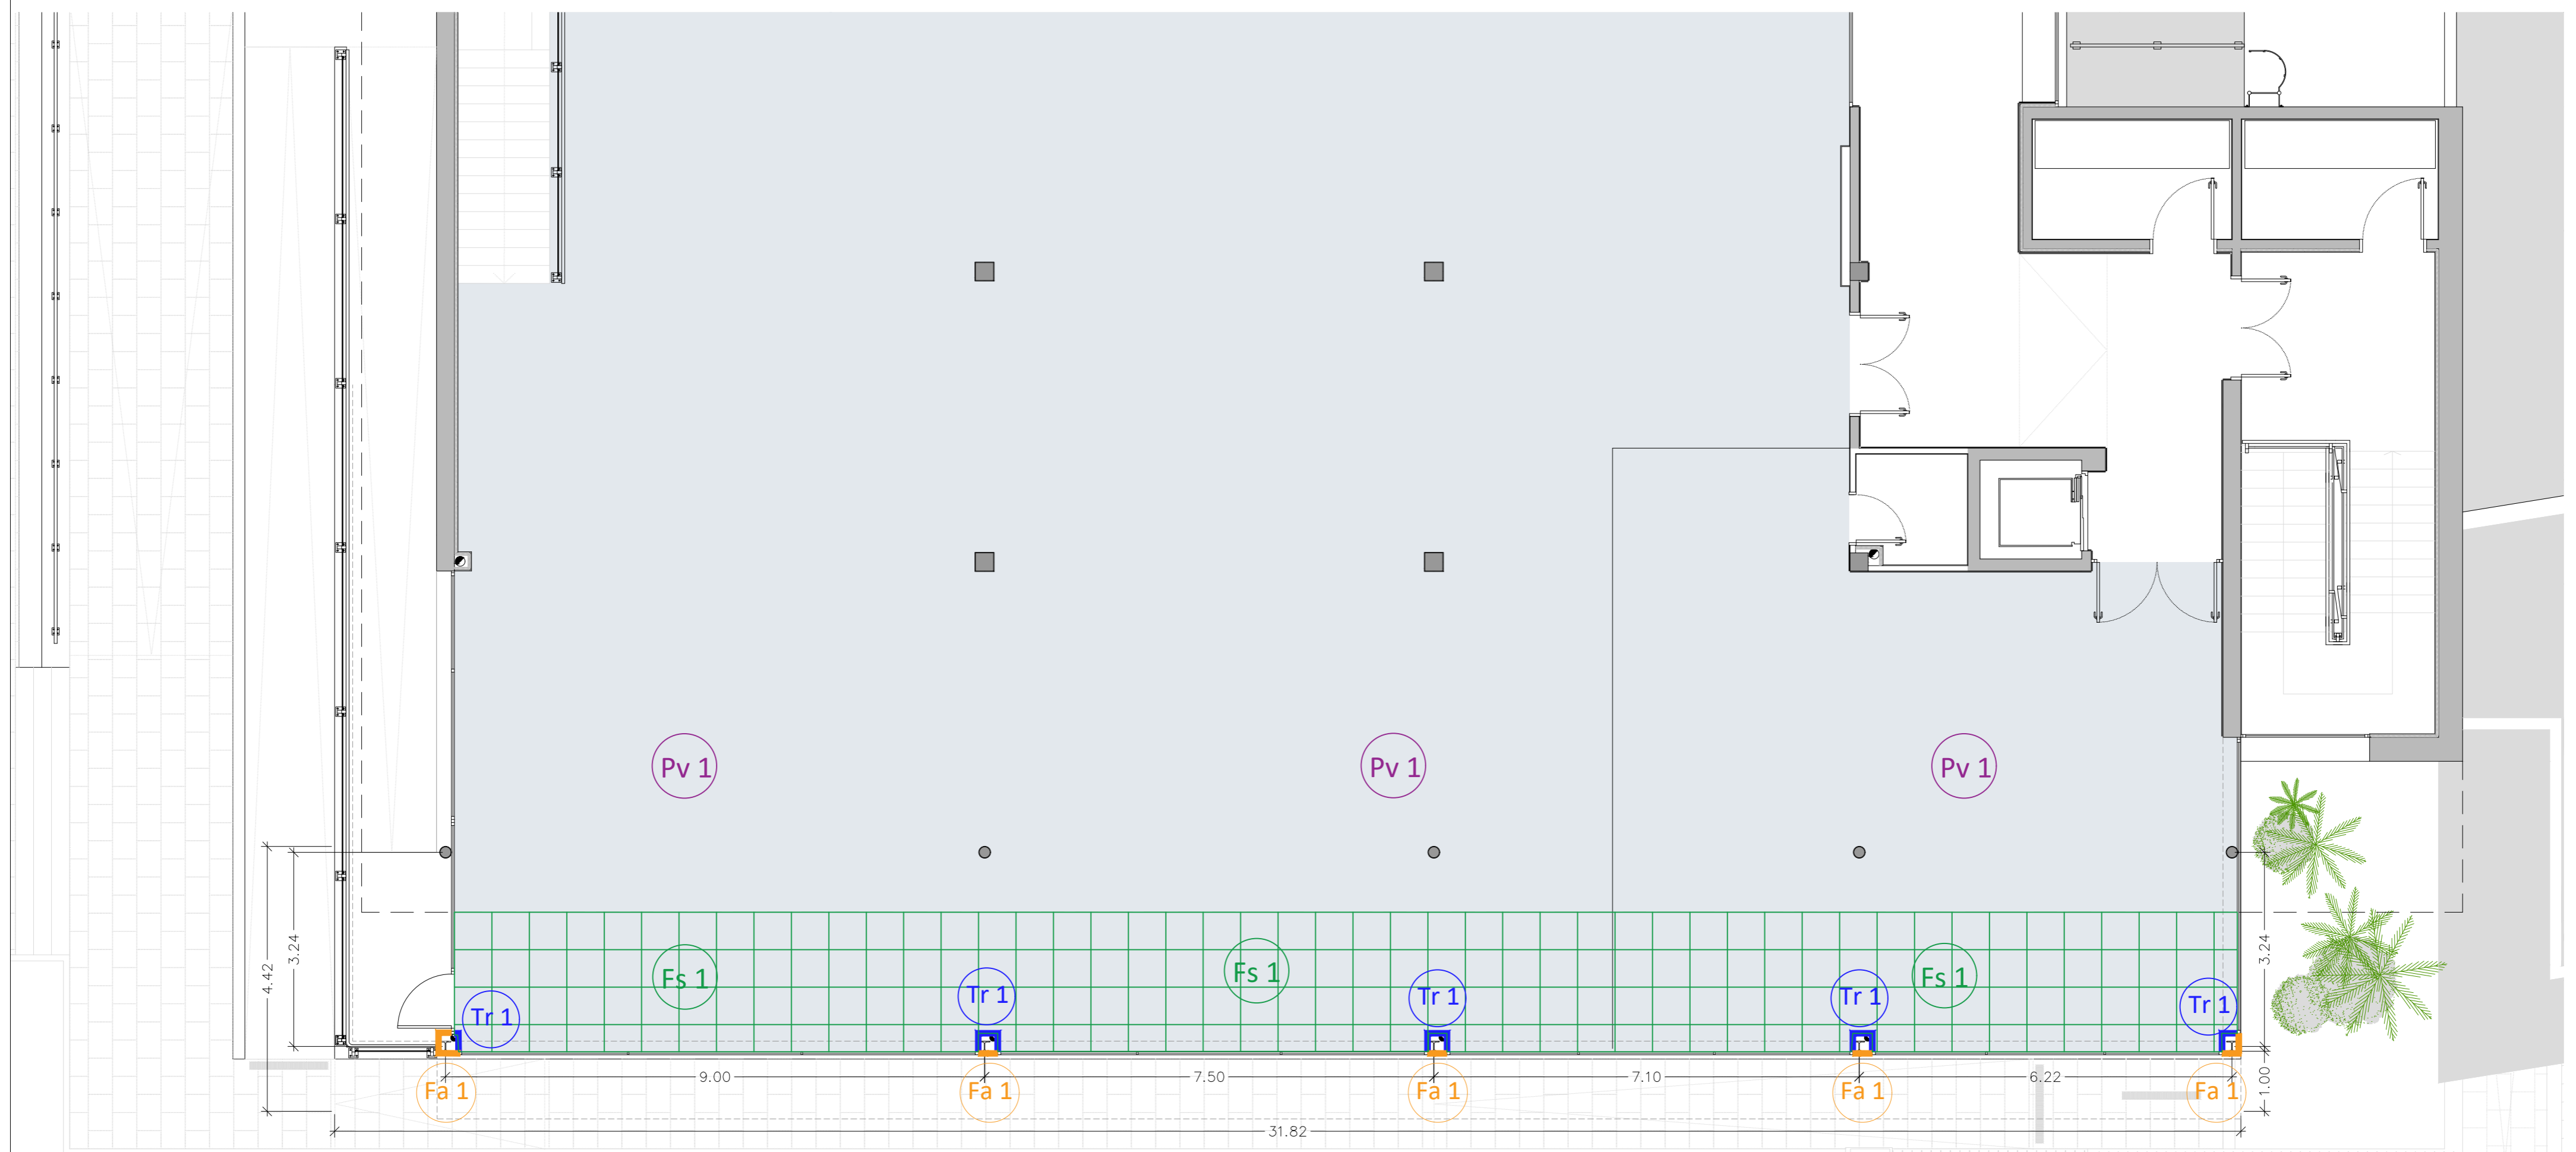 Pv 1
Pv 1
Pv 1
Fs 1
Fs 1
Fs 1
Tr 1
Tr 1
Tr 1
Tr 1
Tr 1
3.24
4.42
3.24
1.00
9.00
7.50
7.10
6.22
Fa 1
Fa 1
Fa 1
Fa 1
Fa 1
31.82